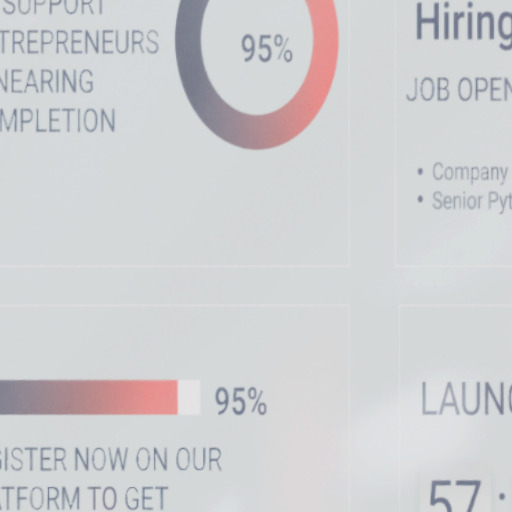 SUPPORT
TREPRENEURS
NEARING
MPLETION
95%
Hiring
JOB OPEN
• Company
• Senior Pyt
95%
GISTER NOW ON OUR
ATFORM TO GET
LAUNC
57: